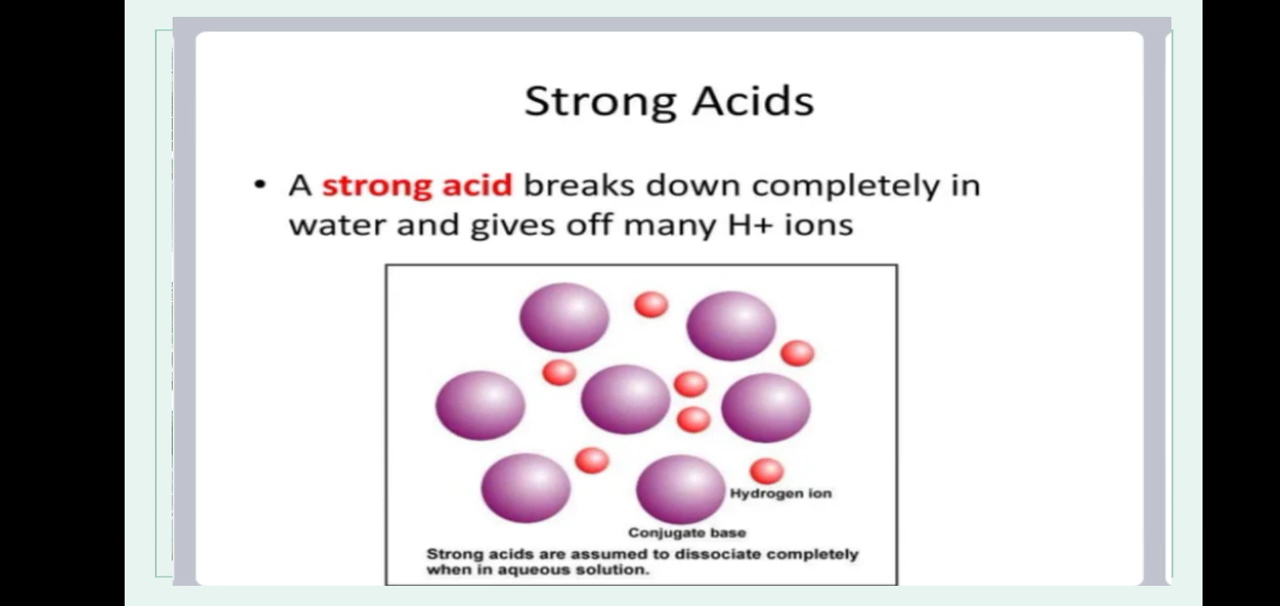 Strong Acids
• A strong acid breaks down completely in
water and gives off many H+ ions
Hydrogen ion
Conjugate base
Strong acids are assumed to dissociate completely
when in aqueous solution.